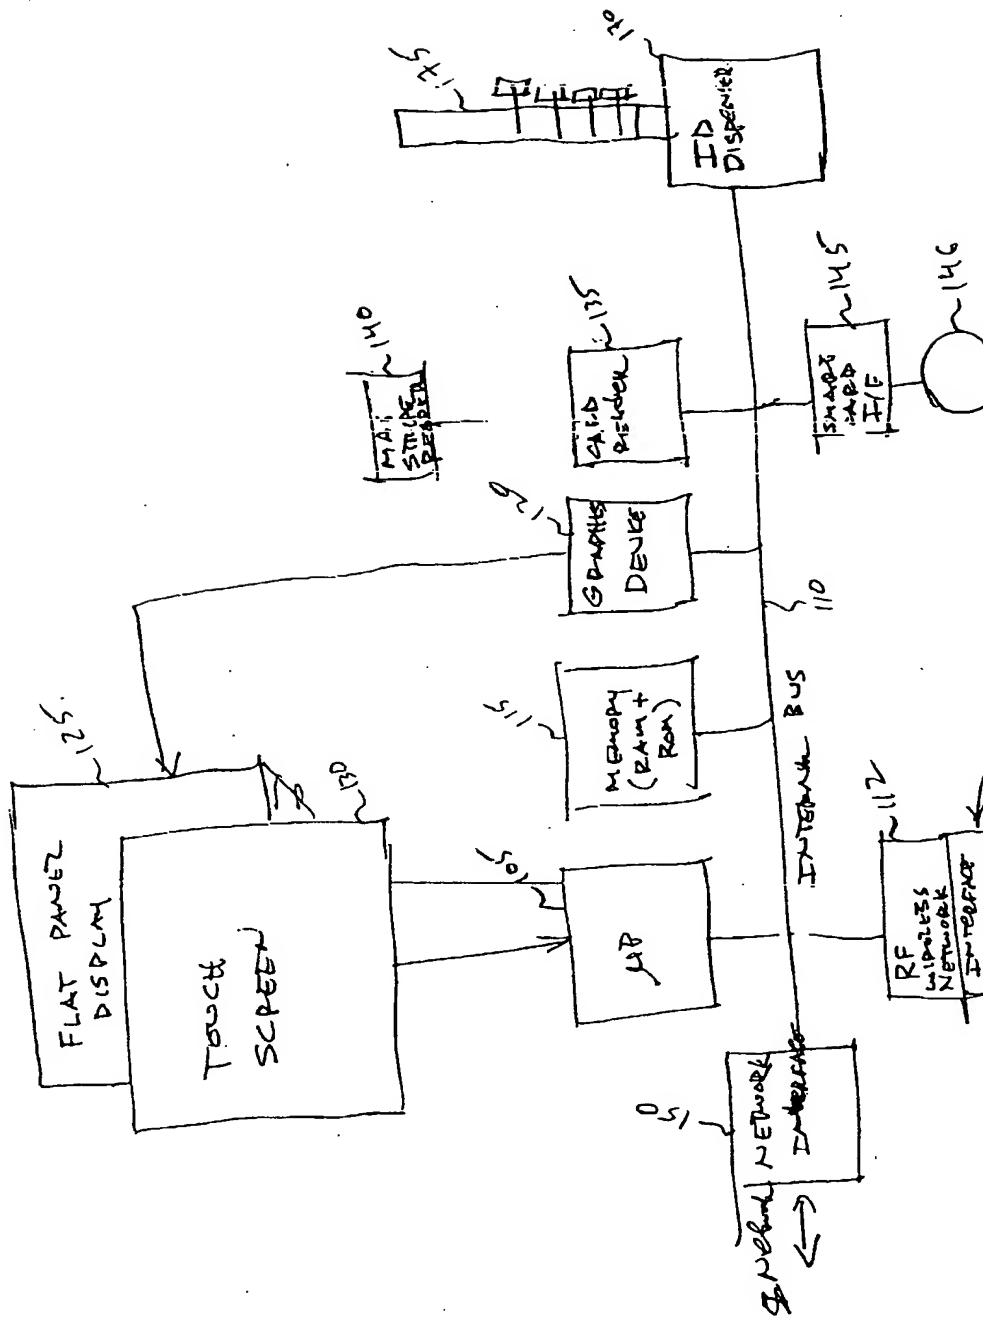 125.
FLAT PANEL
DISPLAY
130
TOUCH
SCREEN
105
μP
115
MEMORY
(RAM +
ROM)
120
GRAPHICS
DEVICE
135
CARD
READER
140
MAG
STRIPE
READER
175
ID
DISPENSER
150
NETWORK
INTERFACE
Network
INTERNAL BUS
110
112
RF
WIRELESS
NETWORK
INTERFACE
145
SMART
CARD
I/F
146